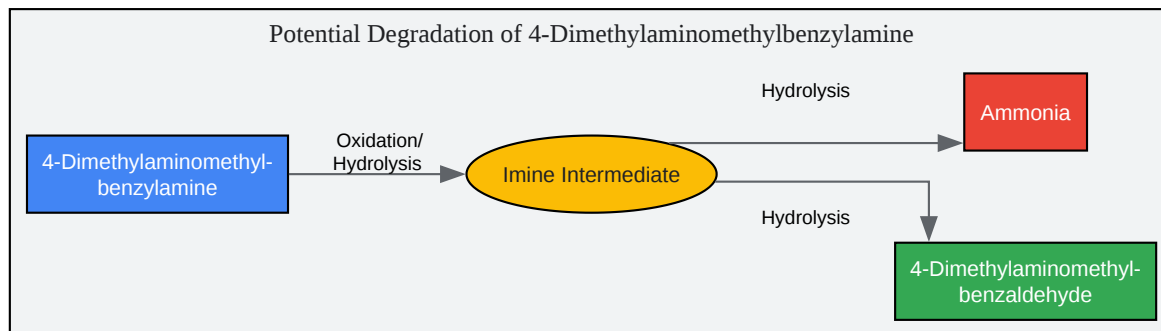 Potential Degradation of 4-Dimethylaminomethylbenzylamine
4-Dimethylaminomethyl-
benzylamine
Oxidation/
Hydrolysis
Imine Intermediate
Hydrolysis
Ammonia
Hydrolysis
4-Dimethylaminomethyl-
benzaldehyde